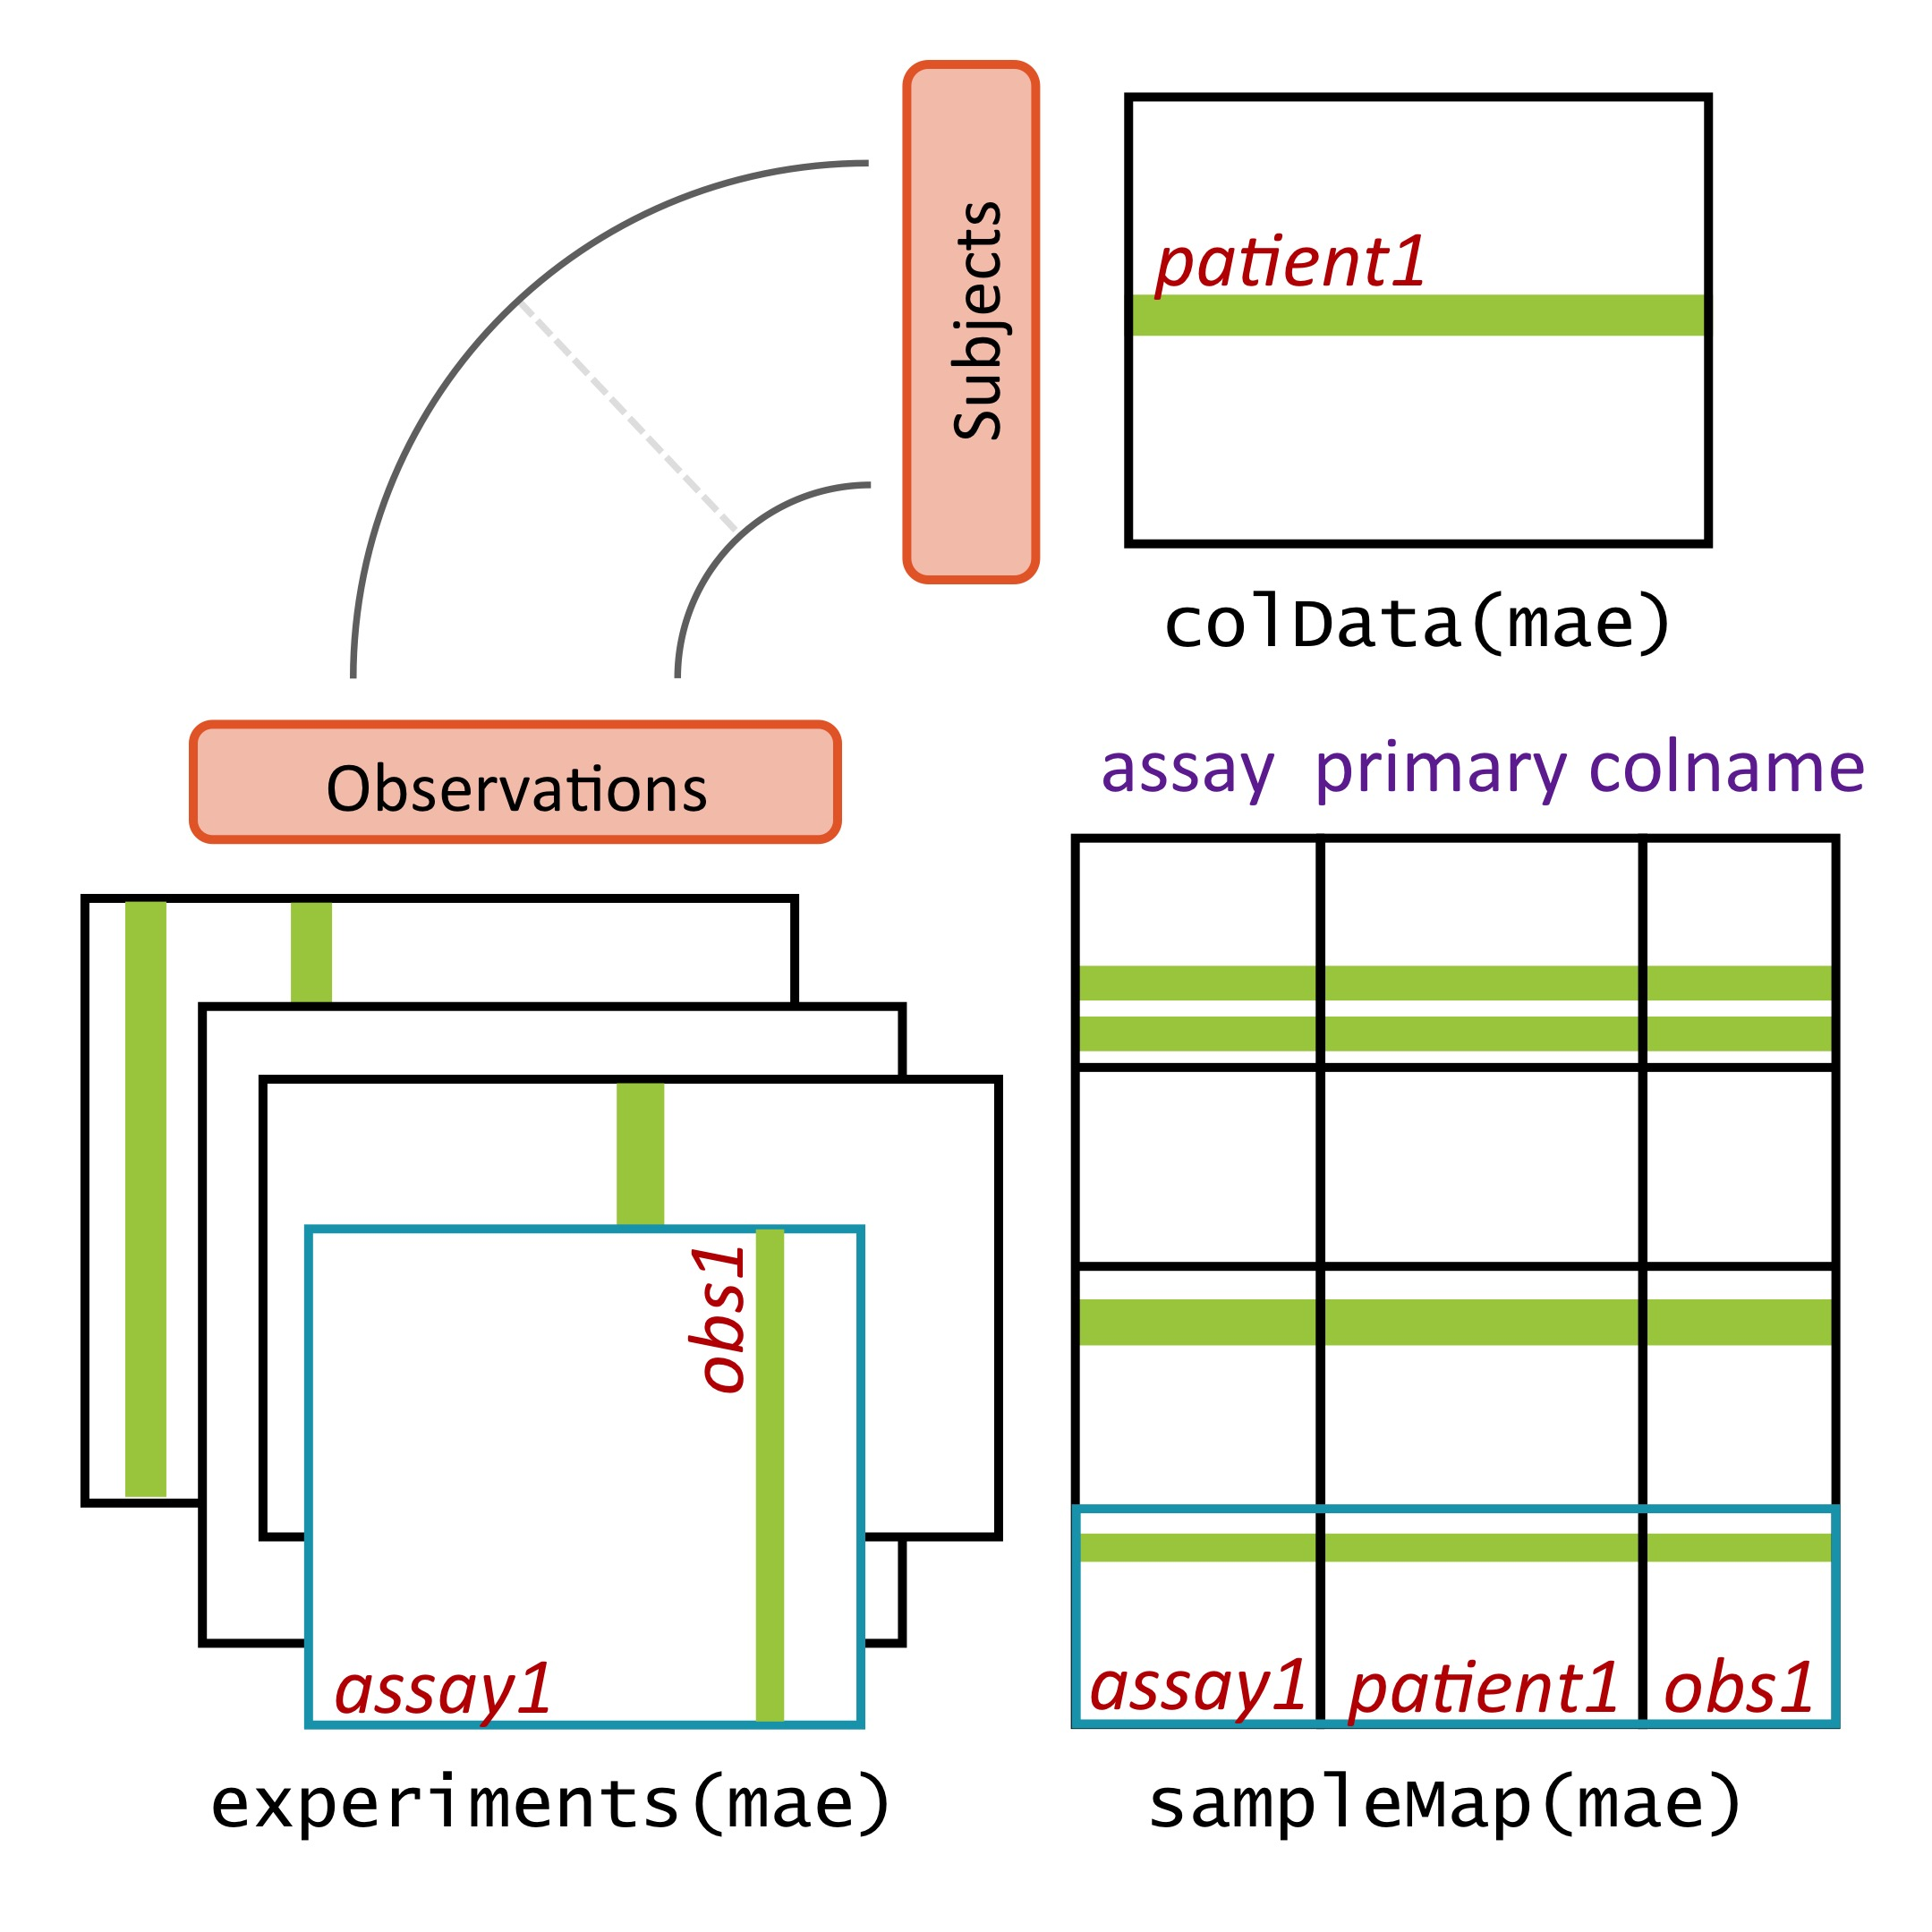 Subjects
patient1
colData(mae)
Observations
assay primary colname
obs1
assay1
assay1 patient1 obs1
experiments(mae)
sampleMap(mae)